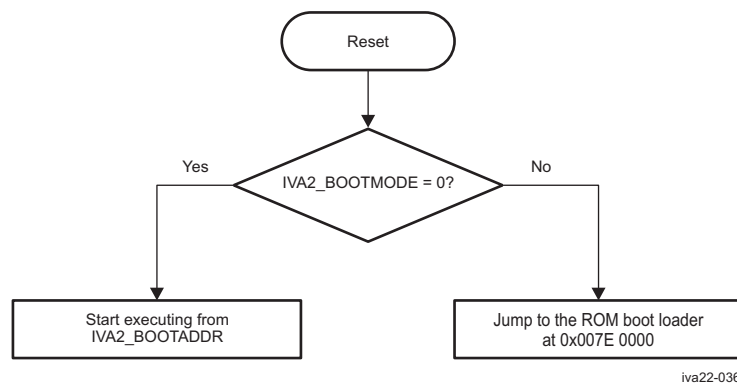 Reset
Yes
IVA2_BOOTMODE = 0?
No
Start executing from
IVA2_BOOTADDR
Jump to the ROM boot loader
at 0x007E 0000
iva22-036